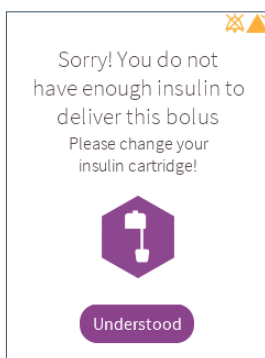 Sorry! You do not
have enough insulin to
deliver this bolus
Please change your
insulin cartridge!
Understood